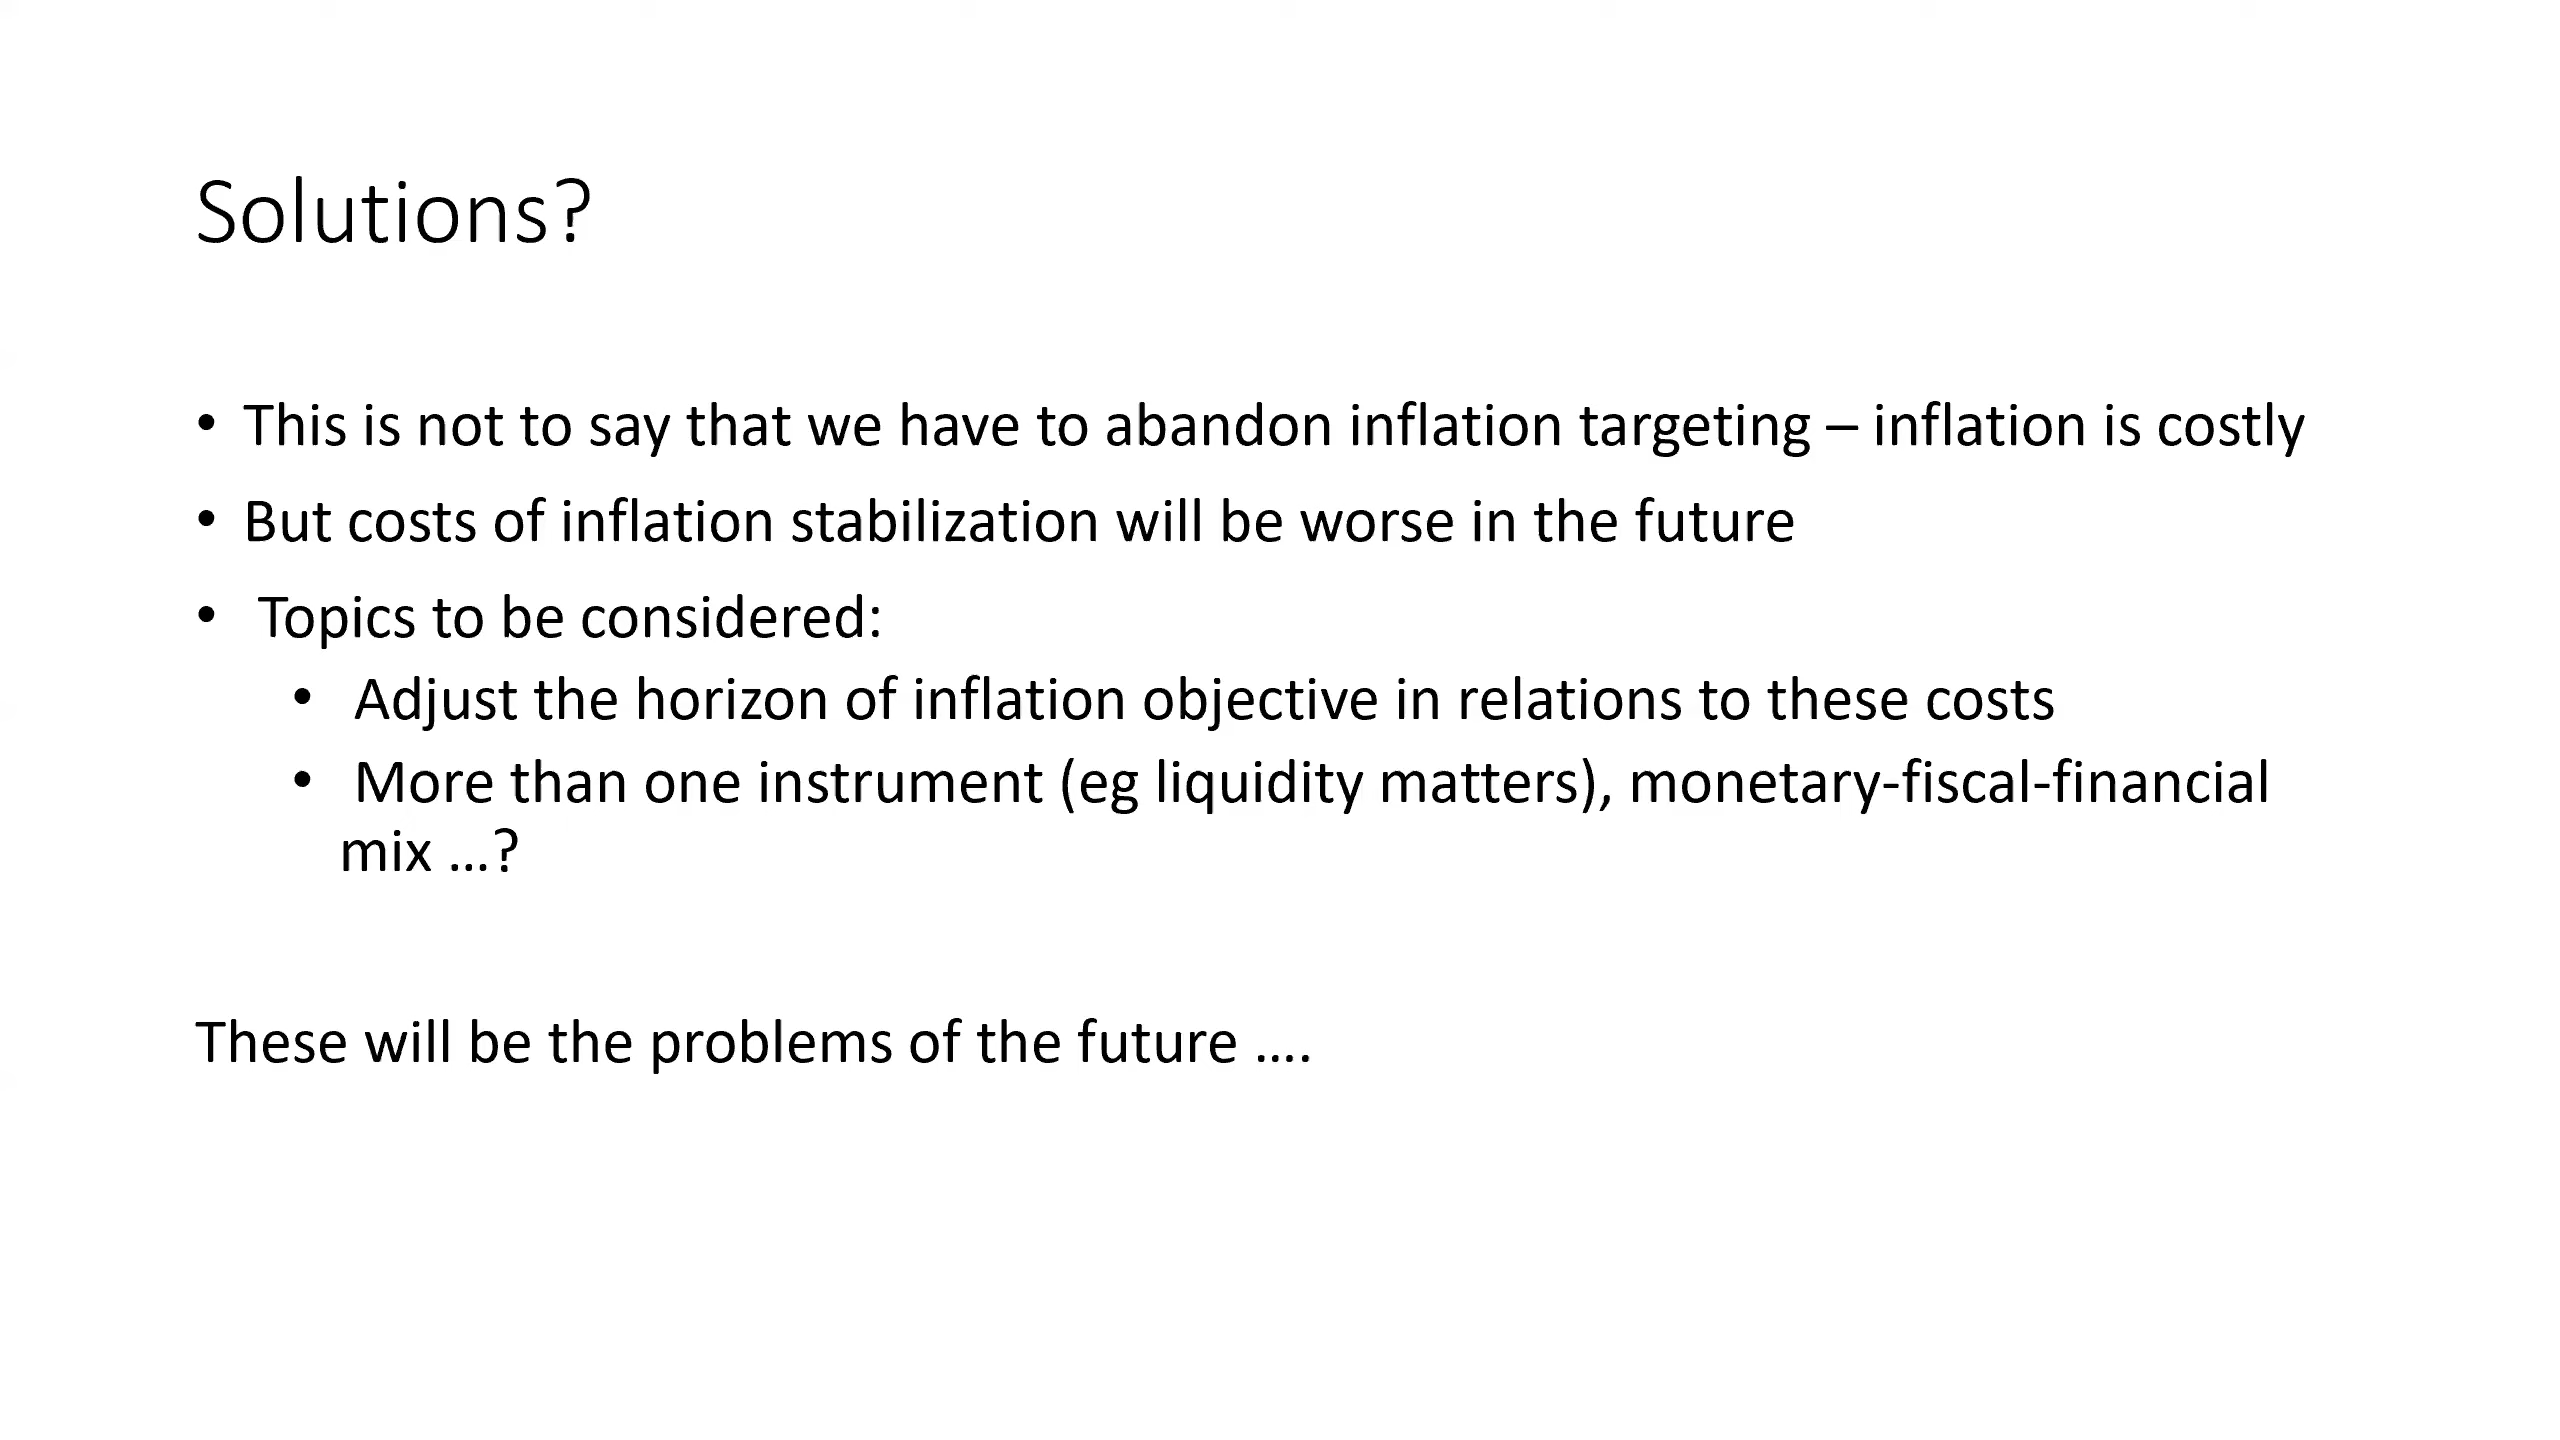 Solutions?
• This is not to say that we have to abandon inflation targeting – inflation is costly
• But costs of inflation stabilization will be worse in the future
• Topics to be considered:
• Adjust the horizon of inflation objective in relations to these costs
• More than one instrument (eg liquidity matters), monetary-fiscal-financial
mix ...?
These will be the problems of the future ....